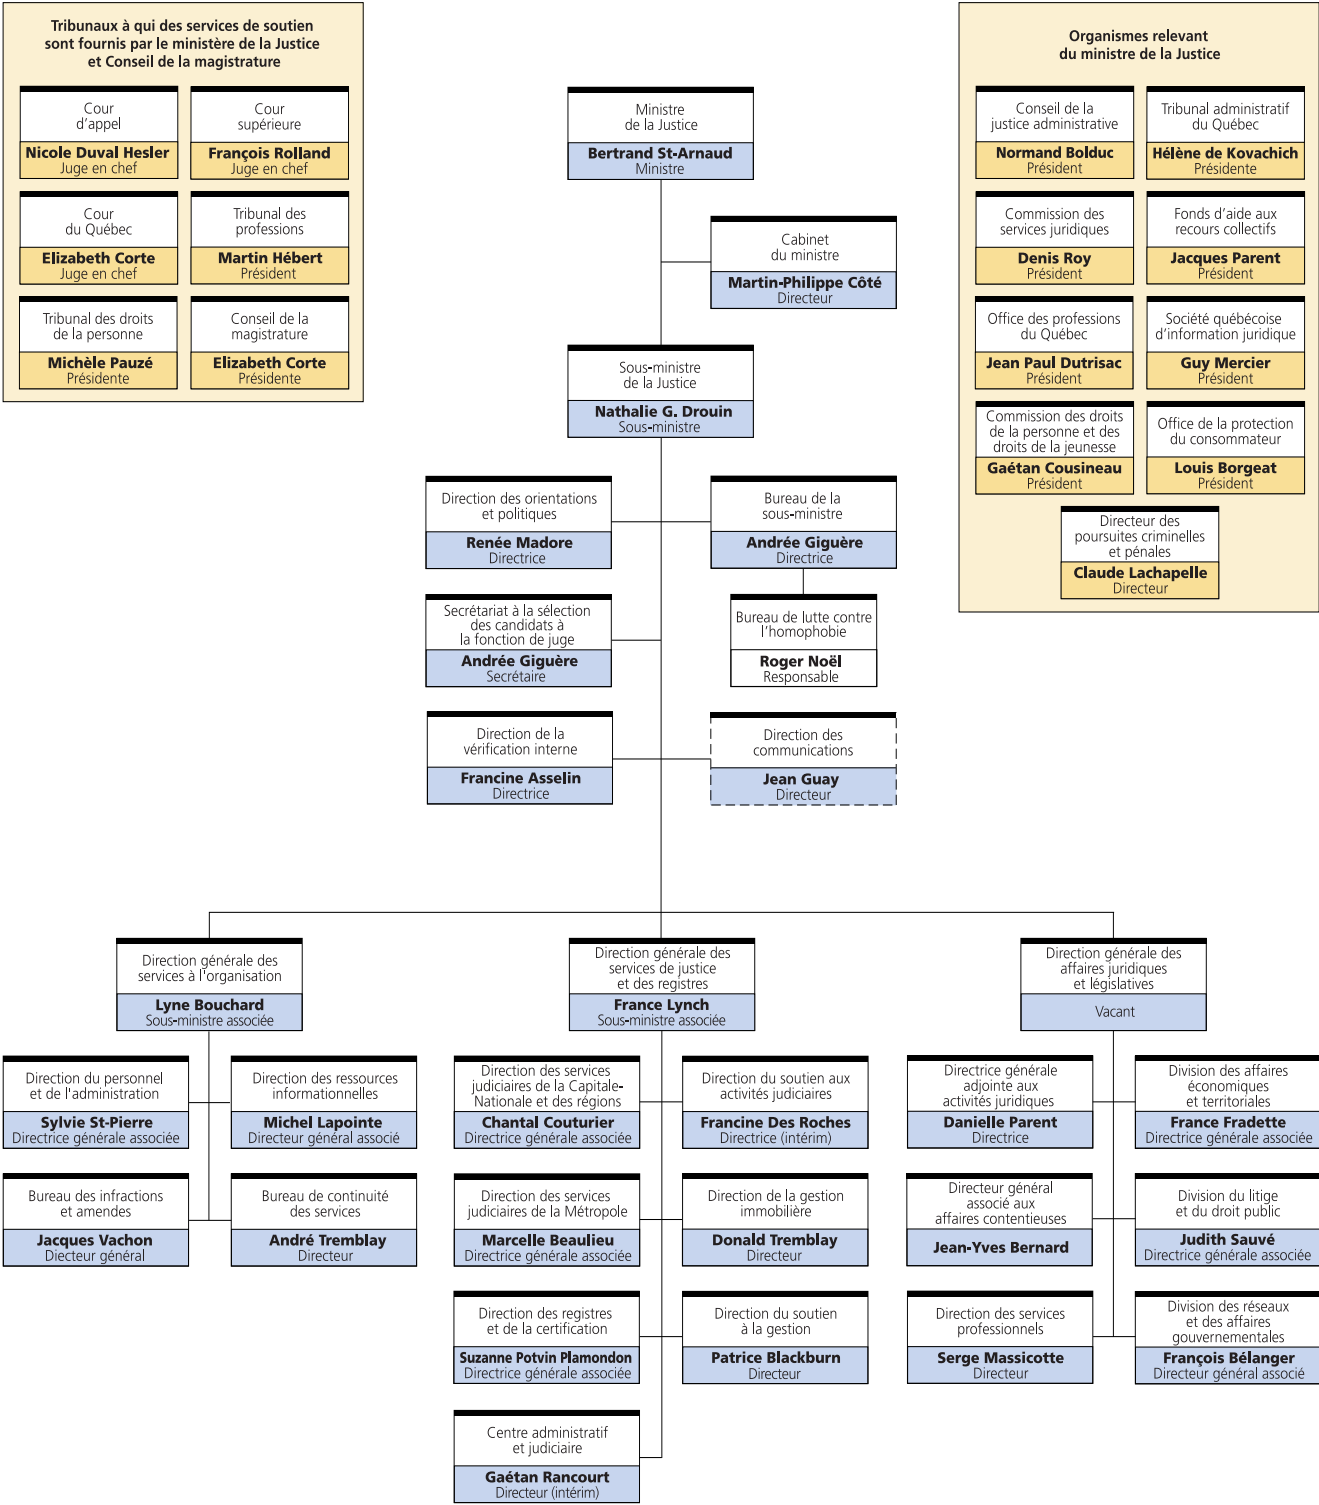 Tribunaux à qui des services de soutien
sont fournis par le ministère de la Justice
et Conseil de la magistrature
Cour
d'appel
Nicole Duval Hesler
Juge en chef
Cour
supérieure
François Rolland
Juge en chef
Cour
du Québec
Elizabeth Corte
Juge en chef
Tribunal des
professions
Martin Hébert
Président
Tribunal des droits
de la personne
Michèle Pauzé
Présidente
Conseil de la
magistrature
Elizabeth Corte
Présidente
Ministre
de la Justice
Bertrand St-Arnaud
Ministre
Cabinet
du ministre
Martin-Philippe Côté
Directeur
Sous-ministre
de la Justice
Nathalie G. Drouin
Sous-ministre
Direction des orientations
et politiques
Renée Madore
Directrice
Bureau de la
sous-ministre
Andrée Giguère
Directrice
Secrétariat à la sélection
des candidats à
la fonction de juge
Andrée Giguère
Secrétaire
Bureau de lutte contre
l'homophobie
Roger Noël
Responsable
Direction de la
vérification interne
Francine Asselin
Directrice
Direction des
communications
Jean Guay
Directeur
Organismes relevant
du ministre de la Justice
Conseil de la
justice administrative
Normand Bolduc
Président
Tribunal administratif
du Québec
Hélène de Kovachich
Présidente
Commission des
services juridiques
Denis Roy
Président
Fonds d'aide aux
recours collectifs
Jacques Parent
Président
Office des professions
du Québec
Jean Paul Dutrisac
Président
Société québécoise
d'information juridique
Guy Mercier
Président
Commission des droits
de la personne et des
droits de la jeunesse
Gaétan Cousineau
Président
Office de la protection
du consommateur
Louis Borgeat
Président
Directeur des
poursuites criminelles
et pénales
Claude Lachapelle
Directeur
Direction générale des
services à l'organisation
Lyne Bouchard
Sous-ministre associée
Direction du personnel
et de l'administration
Sylvie St-Pierre
Directrice générale associée
Direction des ressources
informationnelles
Michel Lapointe
Directeur général associé
Bureau des infractions
et amendes
Jacques Vachon
Diecteur général
Bureau de continuité
des services
André Tremblay
Directeur
Direction générale des
services de justice
et des registres
France Lynch
Sous-ministre associée
Direction des services
judiciaires de la Capitale-
Nationale et des régions
Chantal Couturier
Directrice générale associée
Direction du soutien aux
activités judiciaires
Francine Des Roches
Directrice (intérim)
Direction des services
judiciaires de la Métropole
Marcelle Beaulieu
Directrice générale associée
Direction de la gestion
immobilière
Donald Tremblay
Directeur
Direction des registres
et de la certification
Suzanne Potvin Plamondon
Directrice générale associée
Direction du soutien
à la gestion
Patrice Blackburn
Directeur
Centre administratif
et judiciaire
Gaétan Rancourt
Directeur (intérim)
Direction générale des
affaires juridiques
et législatives
Vacant
Directrice générale
adjointe aux
activités juridiques
Danielle Parent
Directrice
Division des affaires
économiques
et territoriales
France Fradette
Directrice générale associée
Directeur général
associé aux
affaires contentieuses
Jean-Yves Bernard
Division du litige
et du droit public
Judith Sauvé
Directrice générale associée
Direction des services
professionnels
Serge Massicotte
Directeur
Division des réseaux
et des affaires
gouvernementales
François Bélanger
Directeur général associé